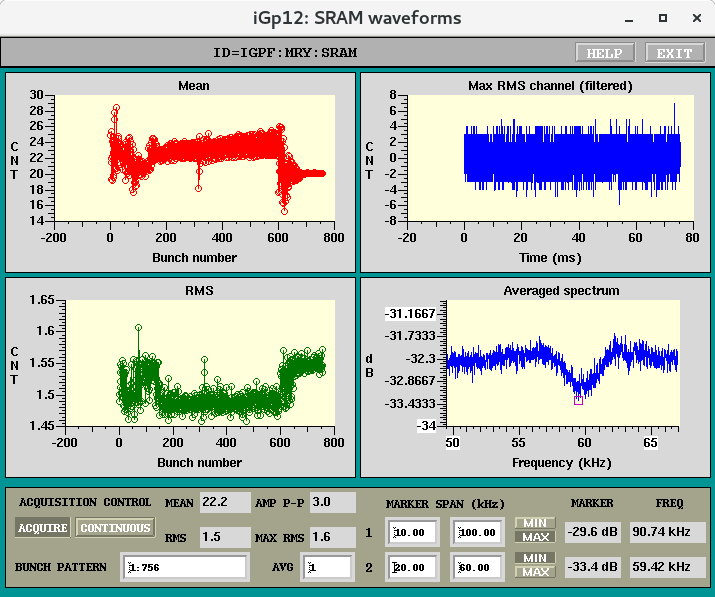 iGp12: SRAM waveforms
ID=IGPF:MRY:SRAM
HELP
EXIT
Mean
30
28
26
24
22
20
18
16
14
CNT
-200
0
200
400
600
800
Bunch number
Max RMS channel (filtered)
8
6
4
2
0
-2
-4
-6
-8
CNT
-20
0
20
40
60
80
Time (ms)
RMS
1.65
1.6
1.55
1.5
1.45
CNT
-200
0
200
400
600
800
Bunch number
Averaged spectrum
-31.1667
-31.7333
-32.3
-32.8667
-33.4333
-34
dB
50
55
60
65
Frequency (kHz)
ACQUISITION CONTROL
MEAN 22.2
AMP P-P 3.0
MARKER SPAN (kHz)
MARKER
FREQ
ACQUIRE
CONTINUOUS
RMS 1.5
MAX RMS 1.6
1 10.00 100.00
MIN
MAX
-29.6 dB
90.74 kHz
BUNCH PATTERN 1:756
AVG 1
2 20.00 60.00
MIN
MAX
-33.4 dB
59.42 kHz